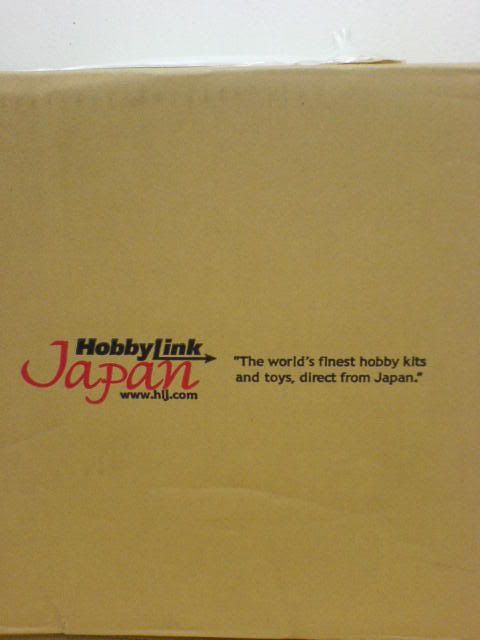 HobbyLink
Japan
www.hlj.com
"The world's finest hobby kits
and toys, direct from Japan."